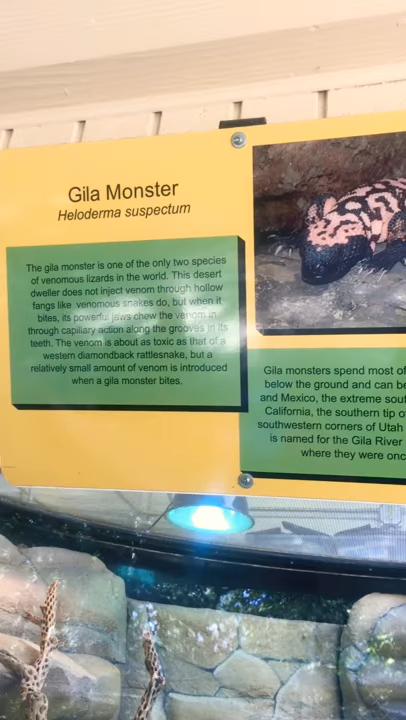 Gila Monster
Heloderma suspectum
The gila monster is one of the only two species
of venomous lizards in the world. This desert
dweller does not inject venom through hollow
fangs like venomous snakes do, but when it
bites, its powerful jaws chew the venom in
through capillary action along the grooves in its
teeth. The venom is about as toxic as that of a
western diamondback rattlesnake, but a
relatively small amount of venom is introduced
when a gila monster bites.
Gila monsters spend most of
below the ground and can be
and Mexico, the extreme sout
California, the southern tip o
southwestern corners of Utah
is named for the Gila River
where they were onc